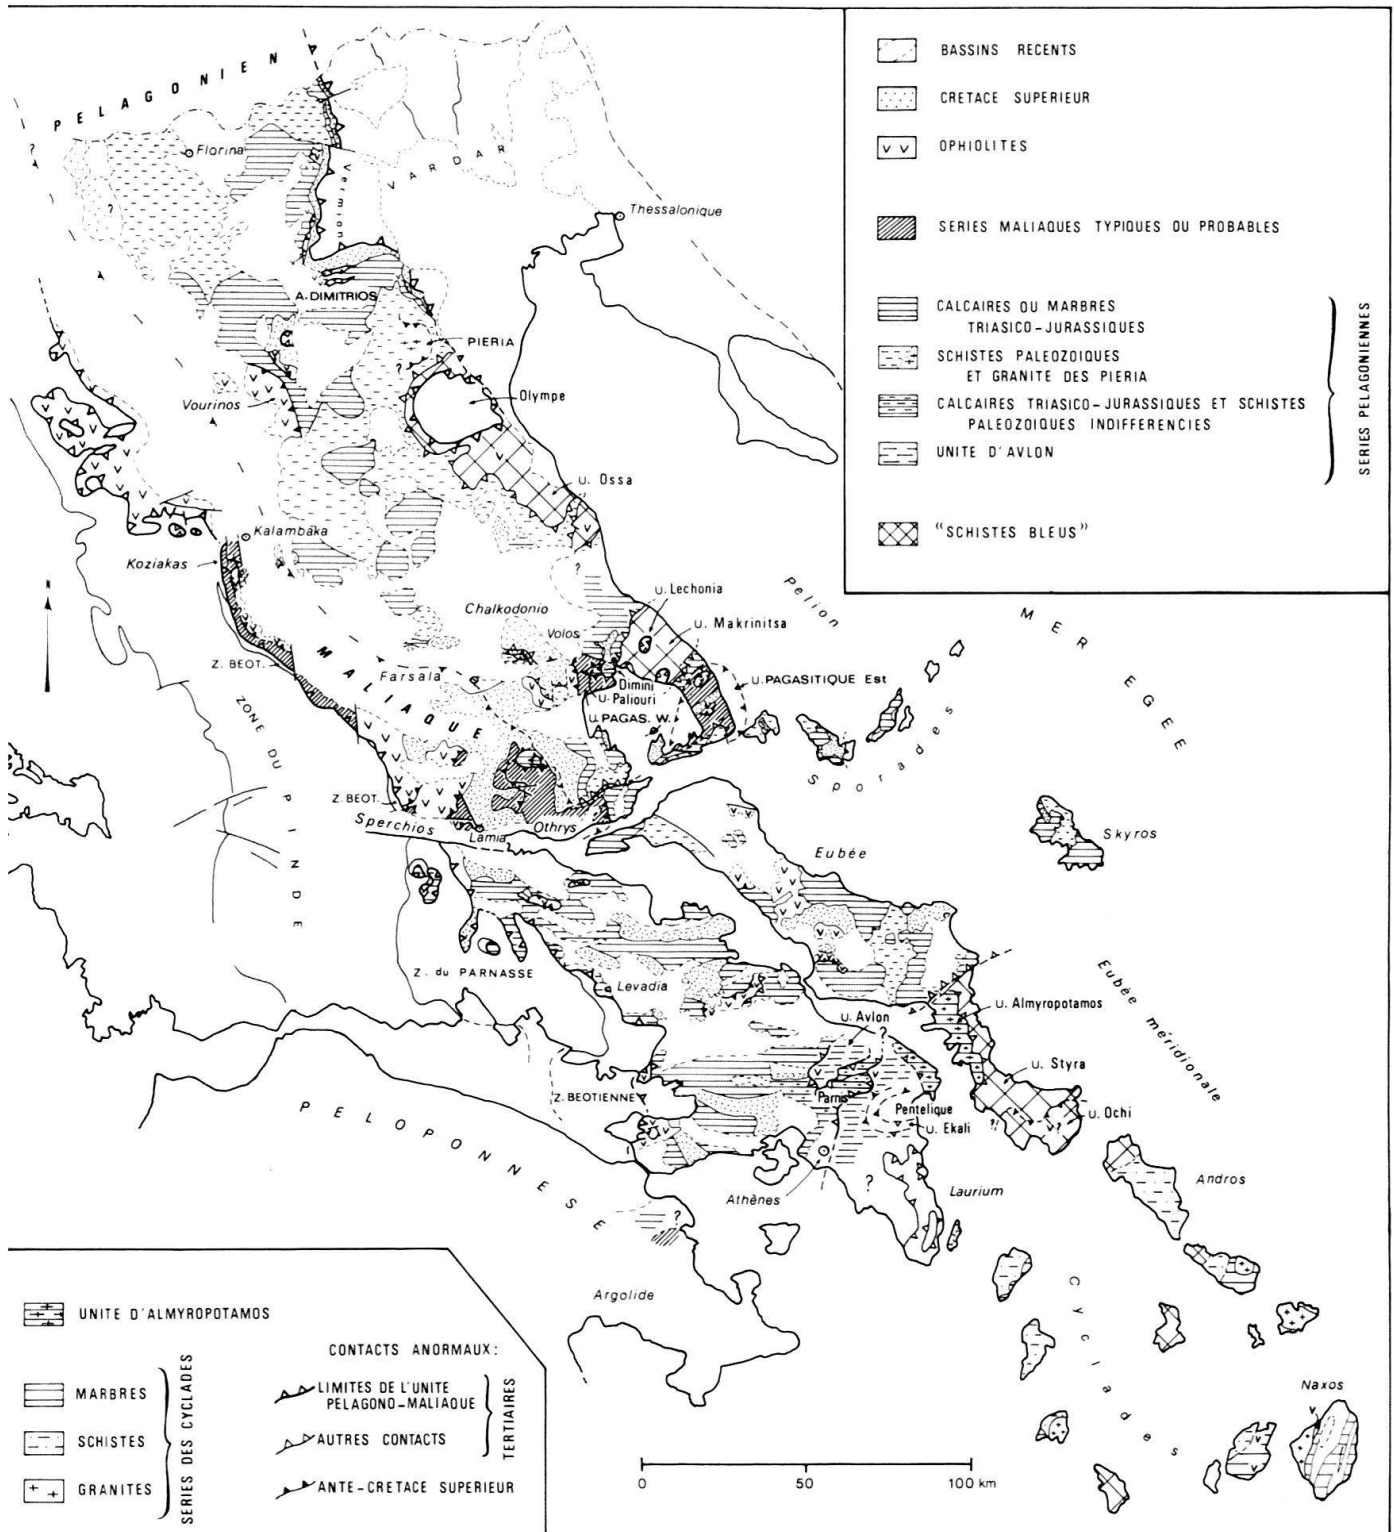 BASSINS RECENTS
CRETACE SUPERIEUR
OPHIOLITES
SERIES MALIAQUES TYPIQUES OU PROBABLES
CALCAIRES OU MARBRES
TRIASICO-JURASSIQUES
SCHISTES PALEOZOIQUES
ET GRANITE DES PIERIA
CALCAIRES TRIASICO-JURASSIQUES ET SCHISTES
PALEOZOIQUES INDIFFERENCIES
UNITE D'AVLON
SERIES PELAGONIENNES
"SCHISTES BLEUS"
PELAGONIEN
Florina
Vermion
VARDAR
Thessalonique
A. DIMITRIOS
PIERIA
Olympe
Vourinos
U. Ossa
Kalambaka
Koziakas
N
Chalkodonio
Volos
U. Lechonia
U. Makrinitsa
Pelion
MER EGEE
Z. BEOT.
MALIAQUE
Farsala
Dimini
U. Paliouri
U. PAGAS. W.
U. PAGASITIQUE Est
Sporades
ZONE DU PINDE
Z. BEOT.
Sperchios
Lamia
Othrys
Eubée
Skyros
Z. du PARNASSE
Levadia
U. Avlon
?
U. Almyropotamos
Eubée méridionale
U. Styra
U. Ochi
Z. BEOTIENNE
Parnis
Pentelique
U. Ekali
PELOPONNESE
Athènes
?
Laurium
Andros
Argolide
Cyclades
Naxos
UNITE D'ALMYROPOTAMOS
MARBRES
SCHISTES
GRANITES
SERIES DES CYCLADES
CONTACTS ANORMAUX:
LIMITES DE L'UNITE
PELAGONO-MALIAQUE
AUTRES CONTACTS
TERTIAIRES
ANTE-CRETACE SUPERIEUR
0 50 100 km